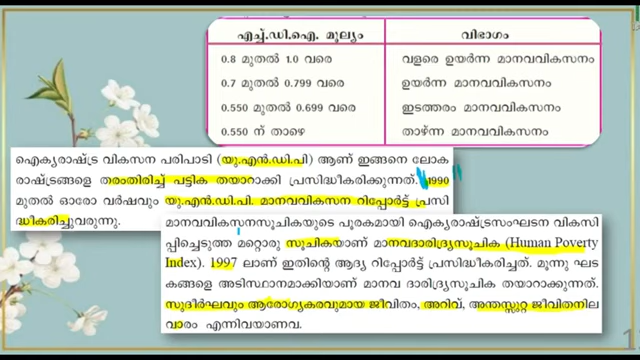 എച്ച്.ഡി.ഐ. മൂല്യം വിഭാഗം
0.8 മുതൽ 1.0 വരെ വളരെ ഉയർന്ന മാനവവികസനം
0.7 മുതൽ 0.799 വരെ ഉയർന്ന മാനവവികസനം
0.550 മുതൽ 0.699 വരെ ഇടത്തരം മാനവവികസനം
0.550 ന് താഴെ താഴ്ന്ന മാനവവികസനം
ഐക്യരാഷ്ട്ര വികസന പരിപാടി (യു.എൻ.ഡി.പി) ആണ് ഇങ്ങനെ ലോക
രാഷ്ട്രങ്ങളെ തരംതിരിച്ച് പട്ടിക തയാറാക്കി പ്രസിദ്ധീകരിക്കുന്നത്. 1990
മുതൽ ഓരോ വർഷവും യു.എൻ.ഡി.പി. മാനവവികസന റിപ്പോർട്ട് പ്രസി
ദ്ധീകരിച്ചുവരുന്നു.
മാനവവികസനസൂചികയുടെ പൂരകമായി ഐക്യരാഷ്ട്രസംഘടന വികസി
പ്പിച്ചെടുത്ത മറ്റൊരു സൂചികയാണ് മാനവദാരിദ്ര്യസൂചിക (Human Poverty
Index). 1997 ലാണ് ഇതിന്റെ ആദ്യ റിപ്പോർട്ട് പ്രസിദ്ധീകരിച്ചത്. മൂന്നു ഘട
കങ്ങളെ അടിസ്ഥാനമാക്കിയാണ് മാനവ ദാരിദ്ര്യസൂചിക തയാറാക്കുന്നത്.
സുദീർഘവും ആരോഗ്യകരവുമായ ജീവിതം, അറിവ്, അന്തസ്സുറ്റ ജീവിതനില
വാരം എന്നിവയാണവ.